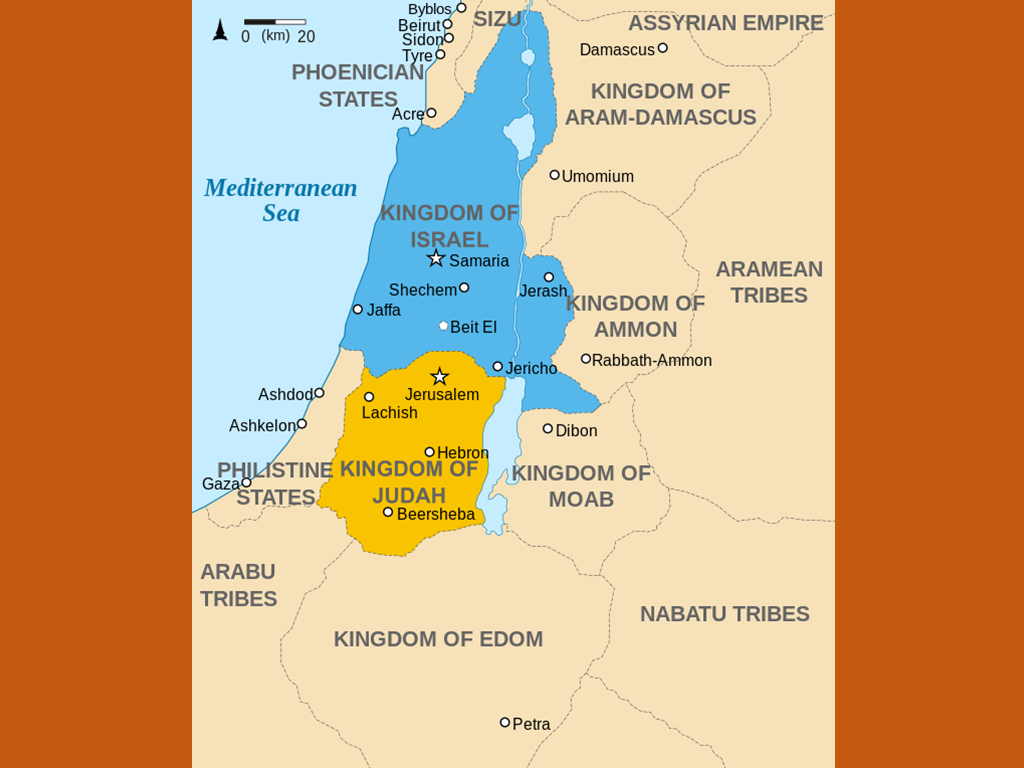 Byblos
SIZU
ASSYRIAN EMPIRE
Beirut
0 (km) 20
Sidon
Damascus
Tyre
PHOENICIAN
STATES
KINGDOM OF
ARAM-DAMASCUS
Acre
Umomium
Mediterranean
Sea
KINGDOM OF
ISRAEL
Samaria
ARAMEAN
TRIBES
Shechem
Jerash
KINGDOM OF
AMMON
Jaffa
Beit El
Rabbath-Ammon
Jericho
Ashdod
Jerusalem
Lachish
Ashkelon
Dibon
Hebron
PHILISTINE
STATES
KINGDOM OF
JUDAH
KINGDOM OF
MOAB
Gaza
Beersheba
ARABU
TRIBES
NABATU TRIBES
KINGDOM OF EDOM
Petra